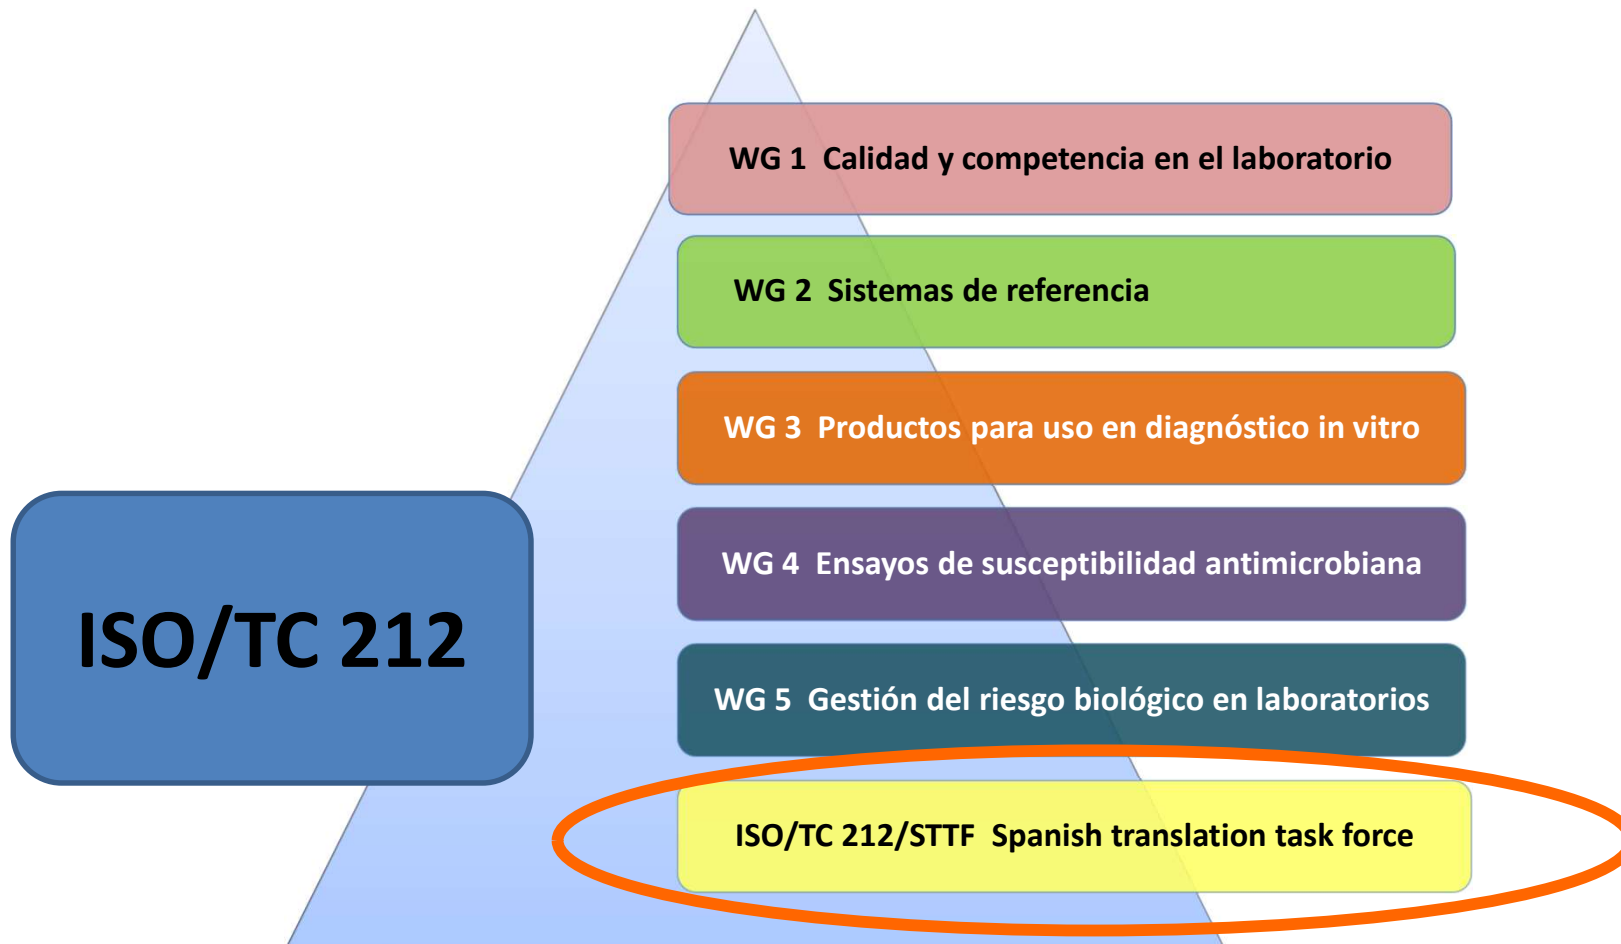 WG 1 Calidad y competencia en el laboratorio
WG 2 Sistemas de referencia
WG 3 Productos para uso en diagnóstico in vitro
WG 4 Ensayos de susceptibilidad antimicrobiana
ISO/TC 212
WG 5 Gestión del riesgo biológico en laboratorios
ISO/TC 212/STTF Spanish translation task force